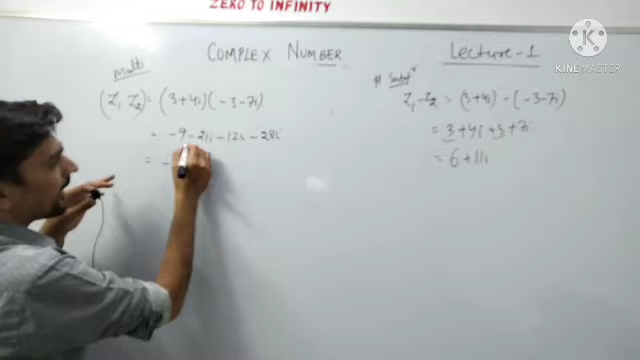 ZERO TO INFINITY
COMPLEX NUMBER
Lecture-1
KINEMASTER
multi
(Z₁ Z₂) = (3+4i)(-3-7i)
= -9 - 21i - 12i - 28i
= -
# Subt
Z₁ - Z₂ = (3+4i) - (-3-7i)
= 3+4i+3+7i
= 6+11i